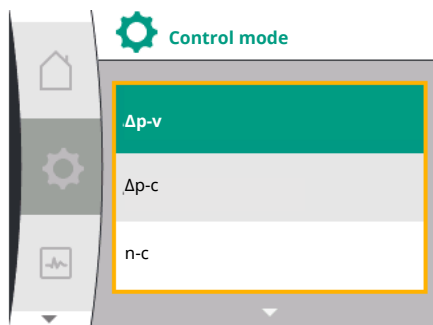 Control mode
Δp-v
Δp-c
n-c